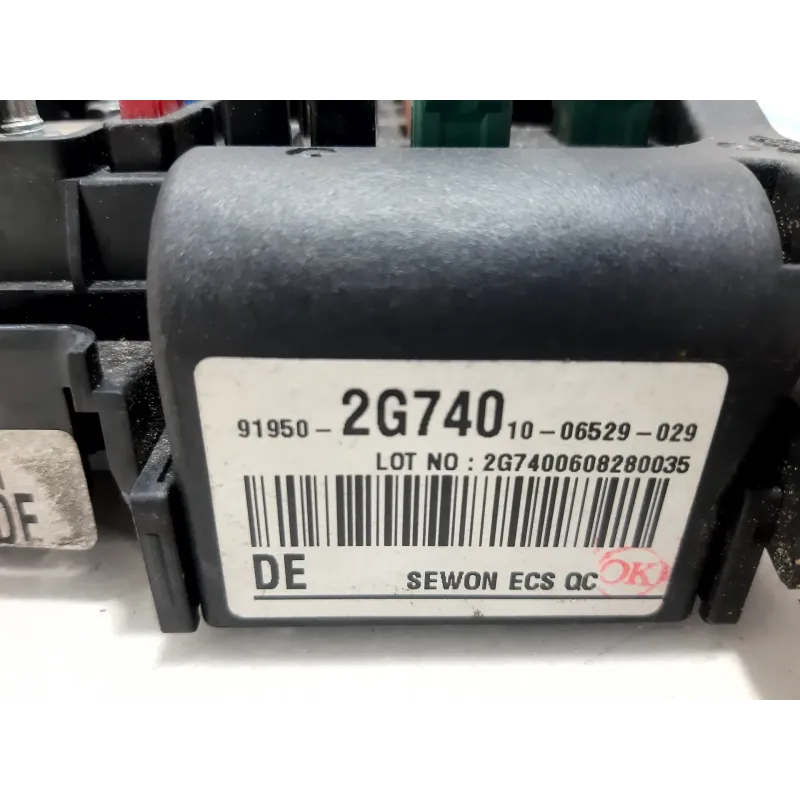 91950- 2G740 10-06529-029
LOT NO : 2G7400608280035
DE SEWON ECS QC OK
DE